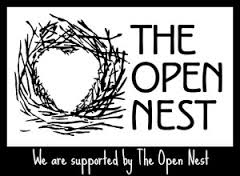 THE
OPEN
NEST
We are supported by The Open Nest